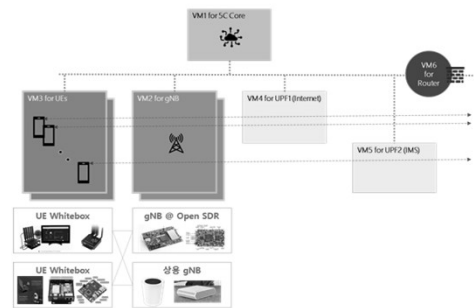 VM1 for 5C Core
VM6
for
Router
VM3 for UEs
VM2 for gNB
VM4 for UPF1(Internet)
VM5 for UPF2 (IMS)
UE Whitebox
gNB @ Open SDR
UE Whitebox
상용 gNB